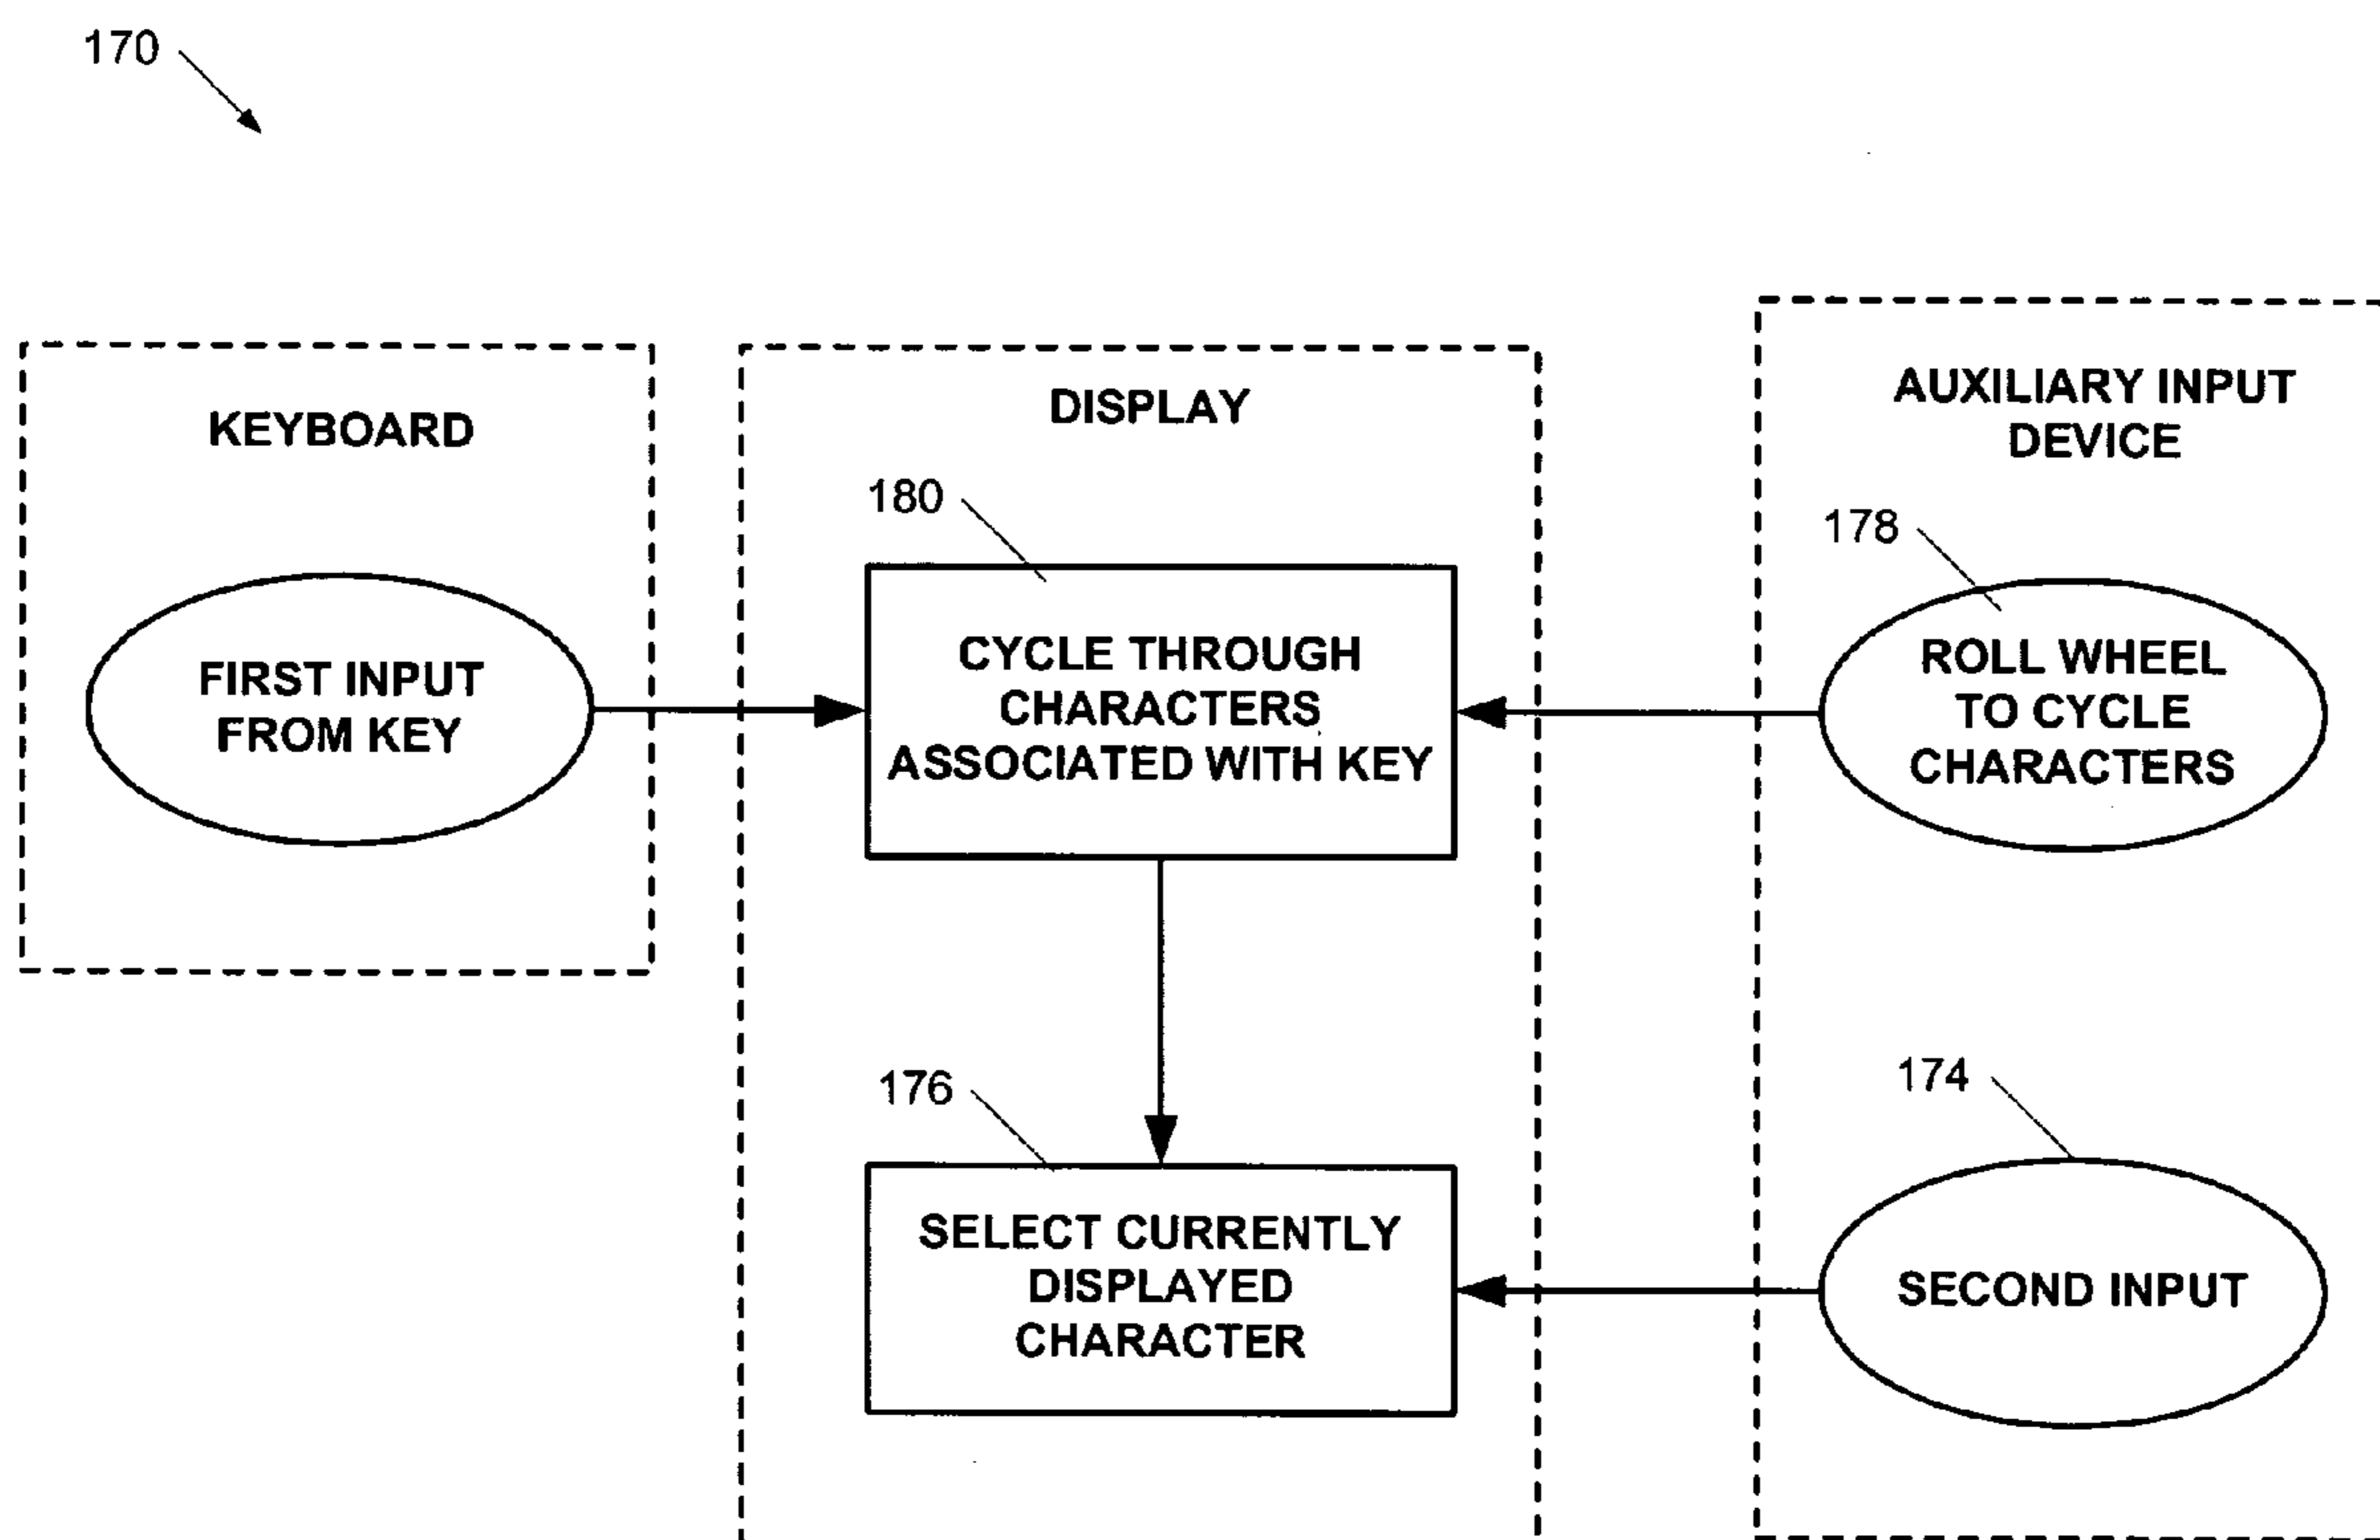 170
KEYBOARD
FIRST INPUT
FROM KEY
DISPLAY
180
CYCLE THROUGH
CHARACTERS
ASSOCIATED WITH KEY
176
SELECT CURRENTLY
DISPLAYED
CHARACTER
AUXILIARY INPUT
DEVICE
178
ROLL WHEEL
TO CYCLE
CHARACTERS
174
SECOND INPUT